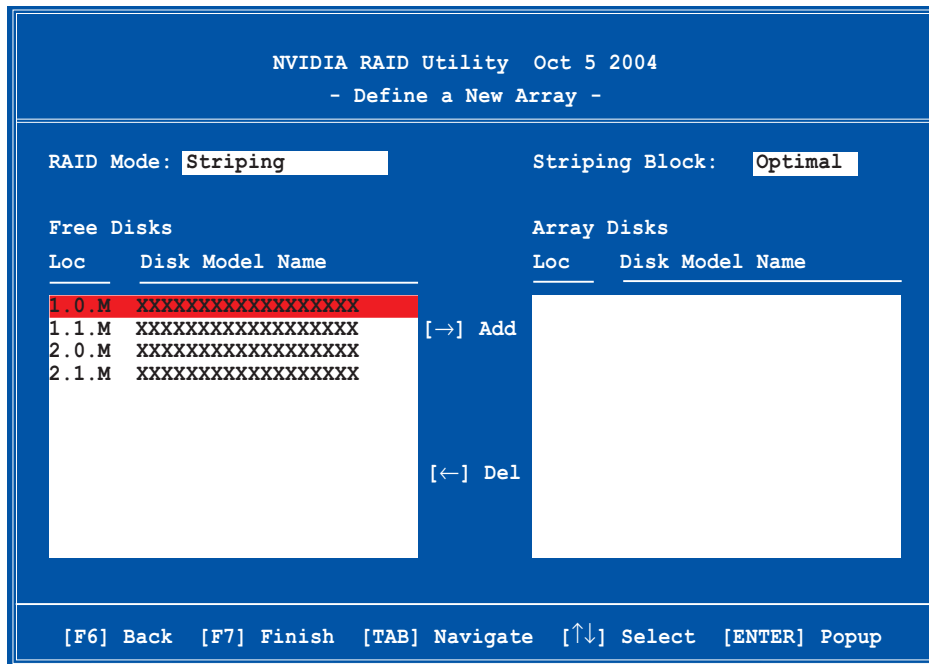 NVIDIA RAID Utility Oct 5 2004
- Define a New Array -
RAID Mode: Striping Striping Block: Optimal
Free Disks Array Disks
Loc Disk Model Name Loc Disk Model Name
1.0.M XXXXXXXXXXXXXXXXXX
1.1.M XXXXXXXXXXXXXXXXXX
2.0.M XXXXXXXXXXXXXXXXXX
2.1.M XXXXXXXXXXXXXXXXXX
[→] Add
[←] Del
[F6] Back [F7] Finish [TAB] Navigate [↑↓] Select [ENTER] Popup